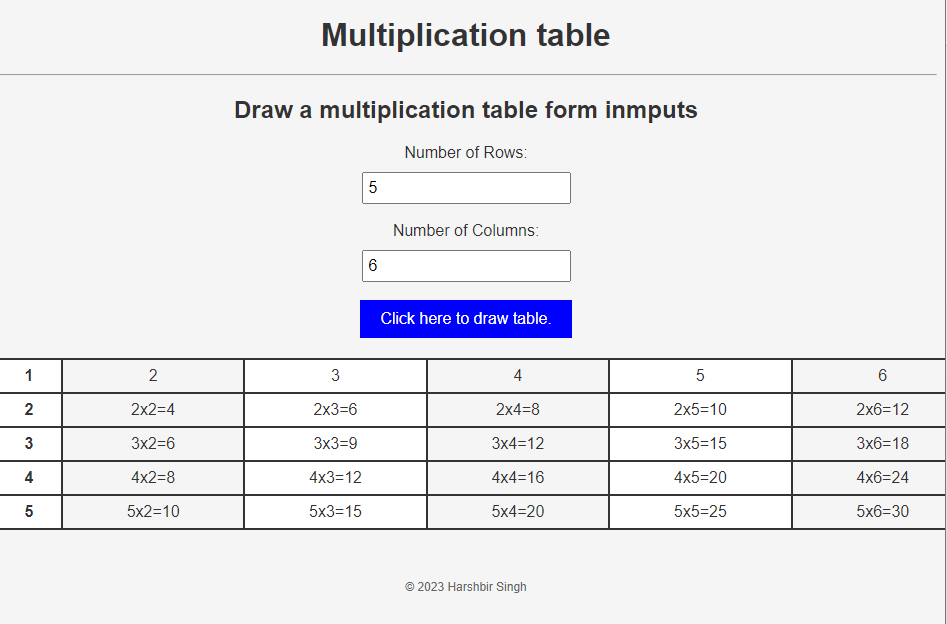 Multiplication table
Draw a multiplication table form inmputs
Number of Rows:
5
Number of Columns:
6
Click here to draw table.
1 2 3 4 5 6
2 2x2=4 2x3=6 2x4=8 2x5=10 2x6=12
3 3x2=6 3x3=9 3x4=12 3x5=15 3x6=18
4 4x2=8 4x3=12 4x4=16 4x5=20 4x6=24
5 5x2=10 5x3=15 5x4=20 5x5=25 5x6=30
© 2023 Harshbir Singh